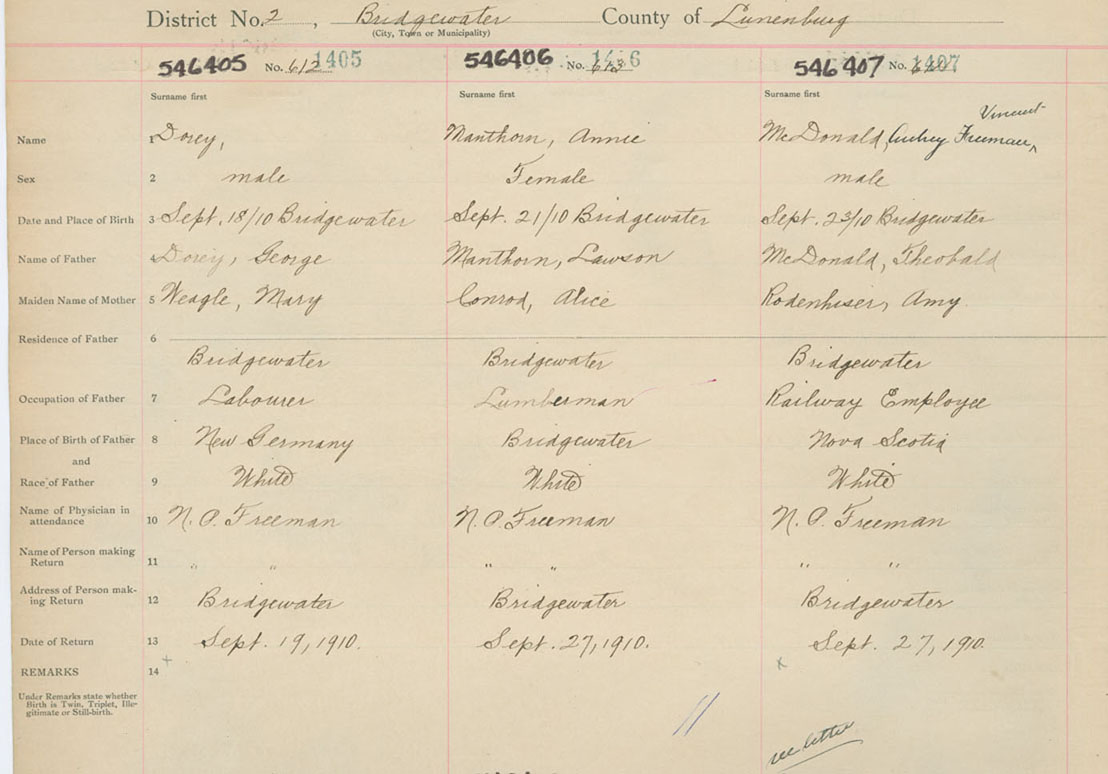 District No. 2 , Bridgewater County of Lunenburg
(City, Town or Municipality)
546405 No. 612 1405 546406 No. 613 546407 No. 1407
Surname first Surname first Surname first
Vincent
Name 1 Dorey, Manthorn, Annie McDonald, Audrey Freeman,
Sex 2 male Female male
Date and Place of Birth 3 Sept. 18/10 Bridgewater Sept. 21/10 Bridgewater Sept. 23/10 Bridgewater
Name of Father 4 Dorey, George Manthorn, Lawson McDonald, Theobald
Maiden Name of Mother 5 Weagle, Mary Conrod, Alice Rodenhiser, Amy
Residence of Father 6
Bridgewater Bridgewater Bridgewater
Occupation of Father 7 Labourer Lumberman Railway Employee
Place of Birth of Father 8 New Germany Bridgewater Nova Scotia
and
Race of Father 9 White White White
Name of Physician in
attendance 10 N. P. Freeman N. P. Freeman N. P. Freeman
Name of Person making
Return 11 " " " " " "
Address of Person mak-
ing Return 12 Bridgewater Bridgewater Bridgewater
Date of Return 13 Sept. 19, 1910. Sept. 27, 1910. Sept. 27, 1910.
REMARKS 14
Under Remarks state whether
Birth is Twin, Triplet, Ille-
gitimate or Still-birth.
see letter